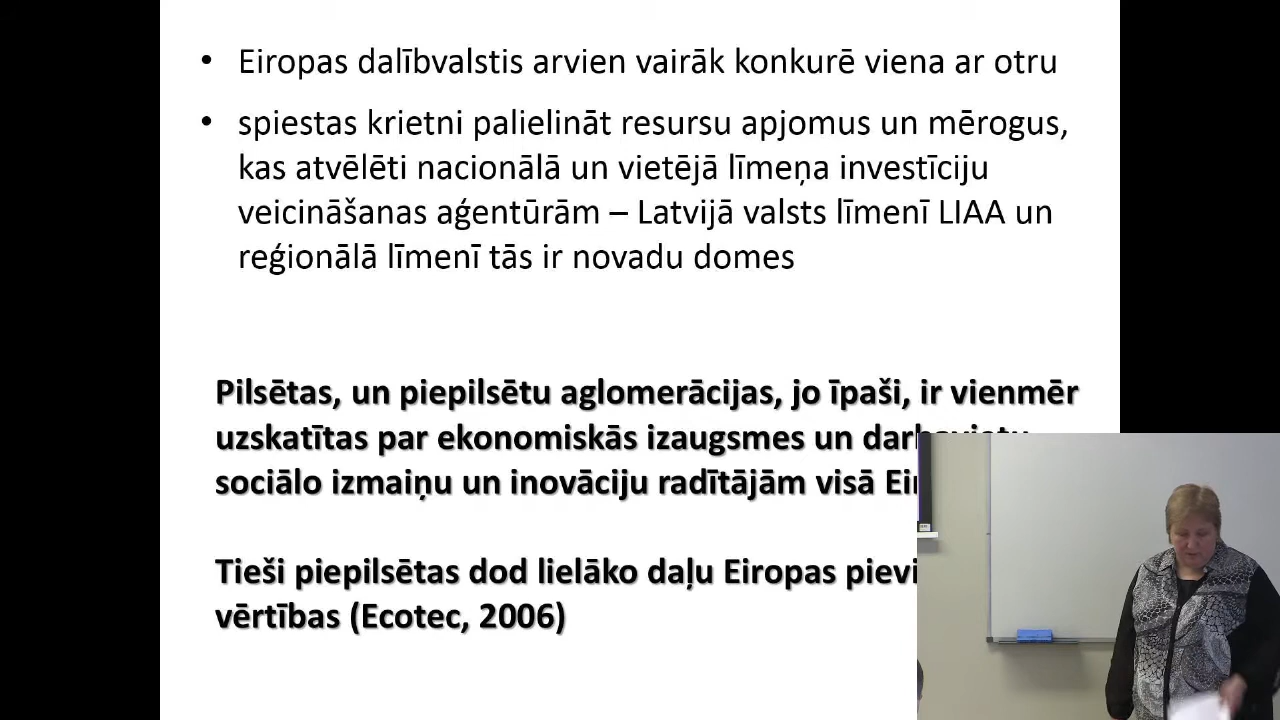 • Eiropas dalībvalstis arvien vairāk konkurē viena ar otru
• spiestas krietni palielināt resursu apjomus un mērogus,
kas atvēlēti nacionālā un vietējā līmeņa investīciju
veicināšanas aģentūrām – Latvijā valsts līmenī LIAA un
reģionālā līmenī tās ir novadu domes
Pilsētas, un piepilsētu aglomerācijas, jo īpaši, ir vienmēr
uzskatītas par ekonomiskās izaugsmes un
sociālo izmaiņu un inovāciju radītājām visā
Tieši piepilsētas dod lielāko daļu Eiropas
vērtības (Ecotec, 2006)